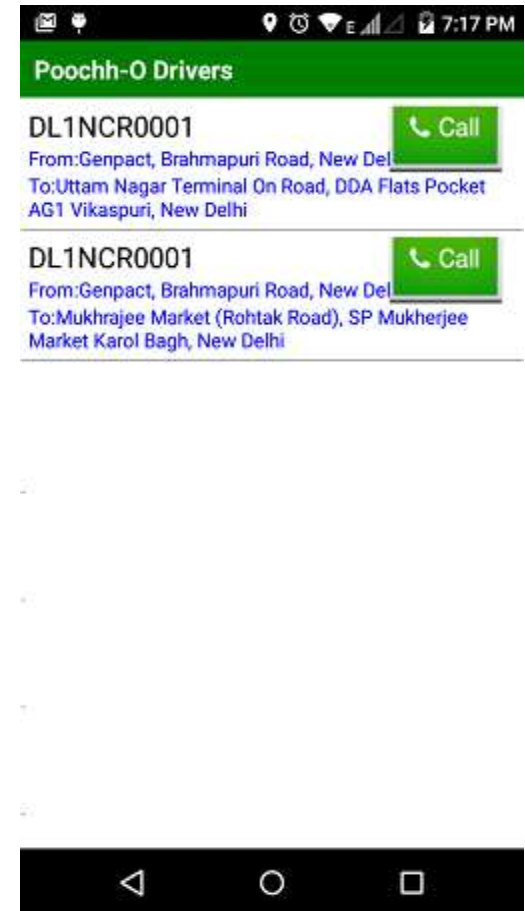 E 7:17 PM
Poochh-O Drivers
DL1NCR0001
Call
From:Genpact, Brahmapuri Road, New Del
To:Uttam Nagar Terminal On Road, DDA Flats Pocket
AG1 Vikaspuri, New Delhi
DL1NCR0001
Call
From:Genpact, Brahmapuri Road, New Del
To:Mukhrajee Market (Rohtak Road), SP Mukherjee
Market Karol Bagh, New Delhi